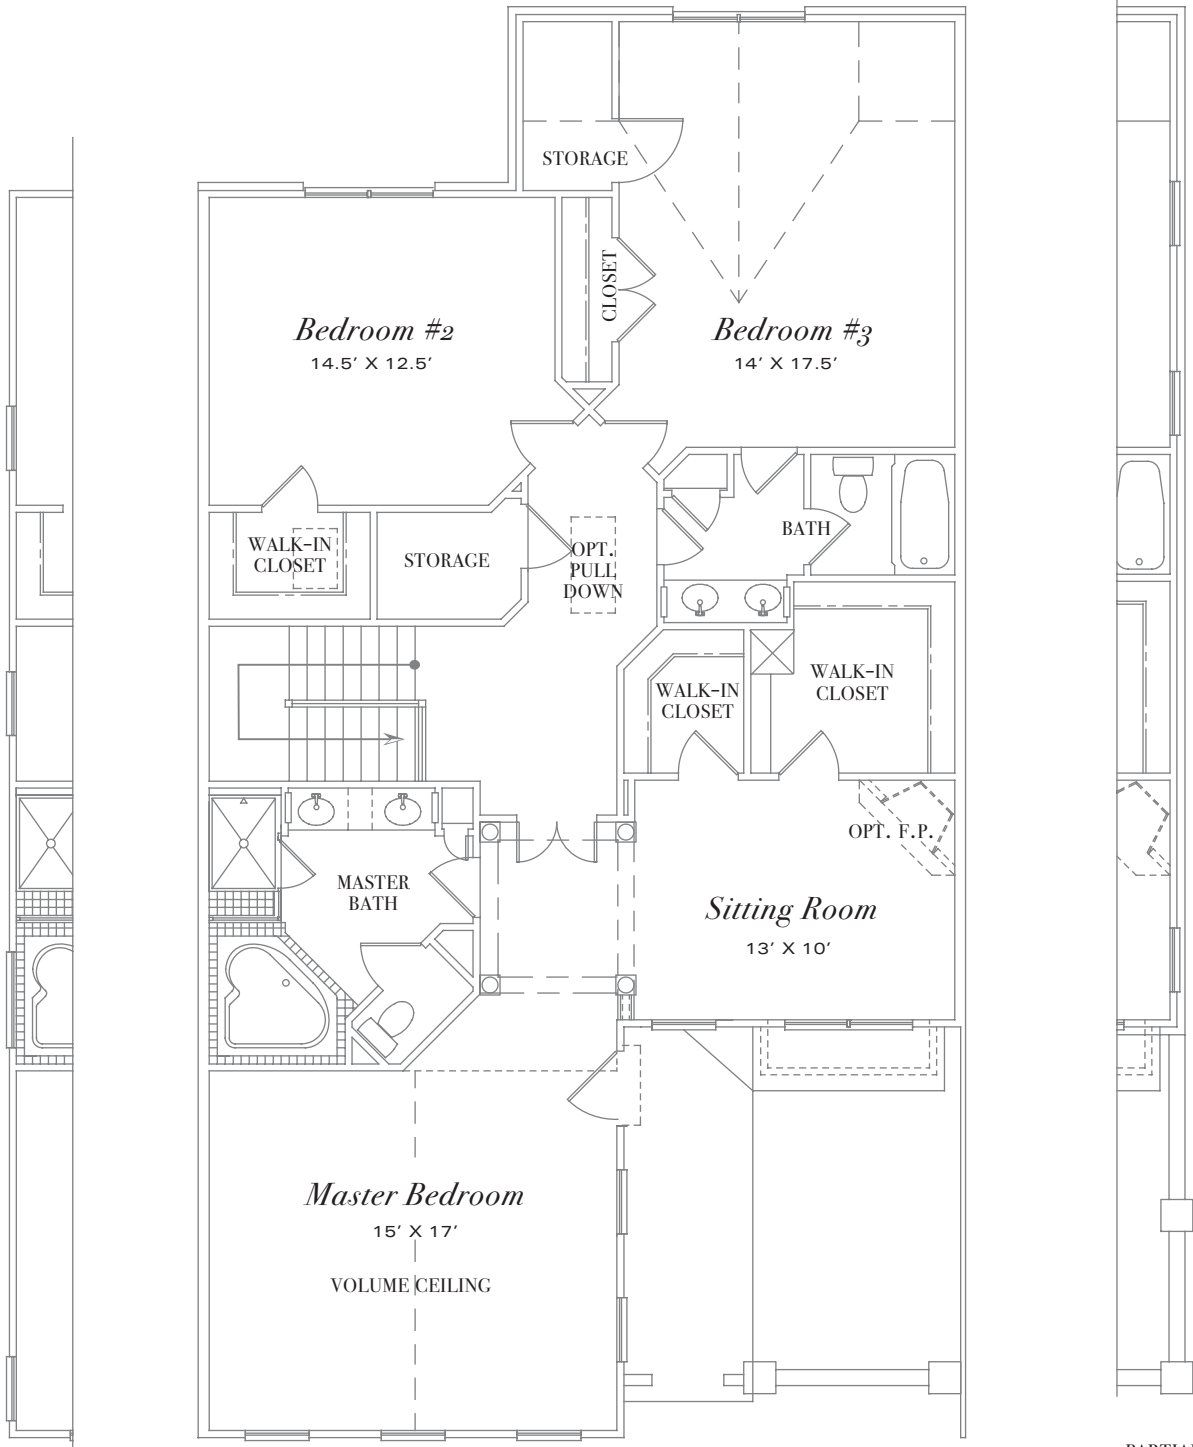 STORAGE
CLOSET
Bedroom #2
14.5' X 12.5'
Bedroom #3
14' X 17.5'
WALK-IN
CLOSET
STORAGE
OPT.
PULL
DOWN
BATH
WALK-IN
CLOSET
WALK-IN
CLOSET
OPT. F.P.
MASTER
BATH
Sitting Room
13' X 10'
Master Bedroom
15' X 17'
VOLUME CEILING